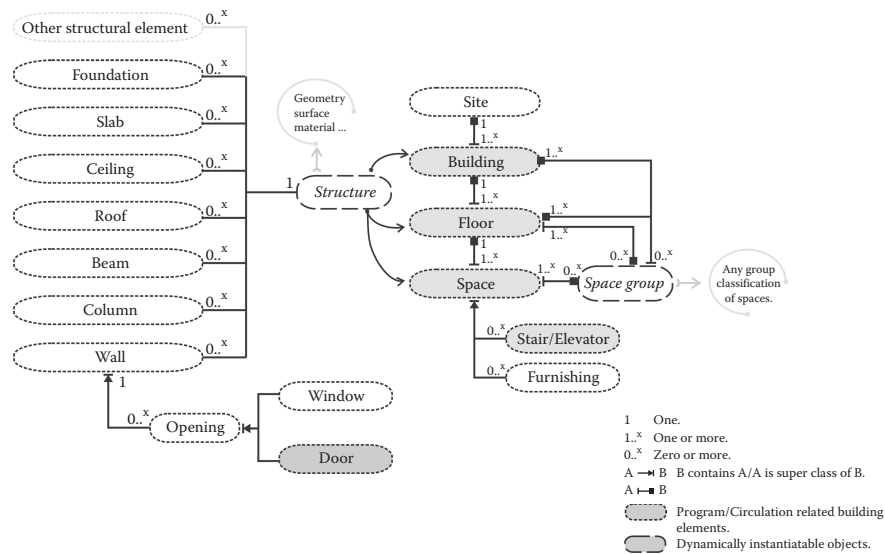 Other structural element
0..x
Foundation
0..x
Slab
0..x
Ceiling
0..x
Roof
0..x
Beam
0..x
Column
0..x
Wall
0..x
1
0..x
Opening
Window
Door
1
Structure
Geometry
surface
material ...
Site
1
1..x
Building
1..x
1
1..x
Floor
1..x
1..x
1
1..x
Space
1..x
0..x
0..x
0..x
Space group
Any group
classification
of spaces.
0..x
Stair/Elevator
0..x
Furnishing
1 One.
1..x One or more.
0..x Zero or more.
A B B contains A/A is super class of B.
A B
Program/Circulation related building
elements.
Dynamically instantiatable objects.